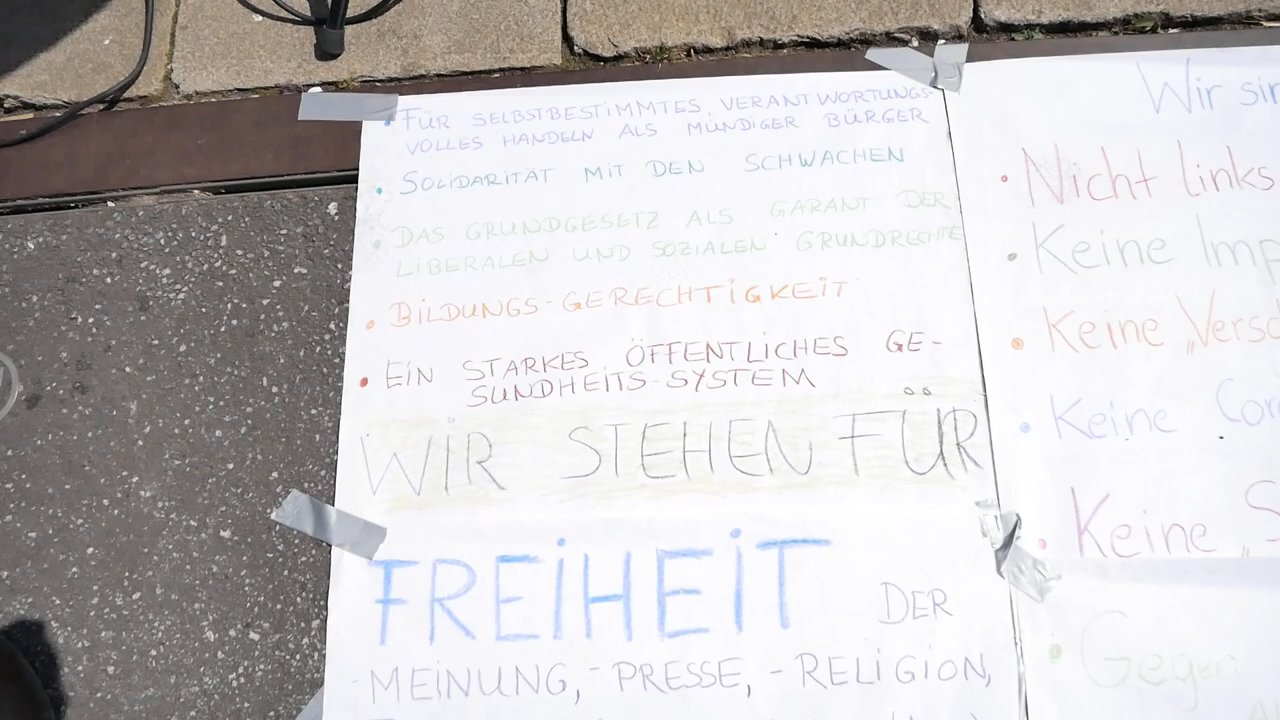 • FÜR SELBSTBESTIMMTES, VERANTWORTUNGS-
VOLLES HANDELN ALS MÜNDIGER BÜRGER
• SOLIDARITÄT MIT DEN SCHWACHEN
• DAS GRUNDGESETZ ALS GARANT DER
LIBERALEN UND SOZIALEN GRUNDRECHTE
• BILDUNGS-GERECHTIGKEIT
• EIN STARKES ÖFFENTLICHES GE-
SUNDHEITS-SYSTEM
WIR STEHEN FÜR
FREIHEIT DER
-MEINUNG, -PRESSE, -RELIGION,
Wir sin
• Nicht links
• Keine Imp
• Keine „Versc
• Keine Cor
• Keine „S
• Gegen